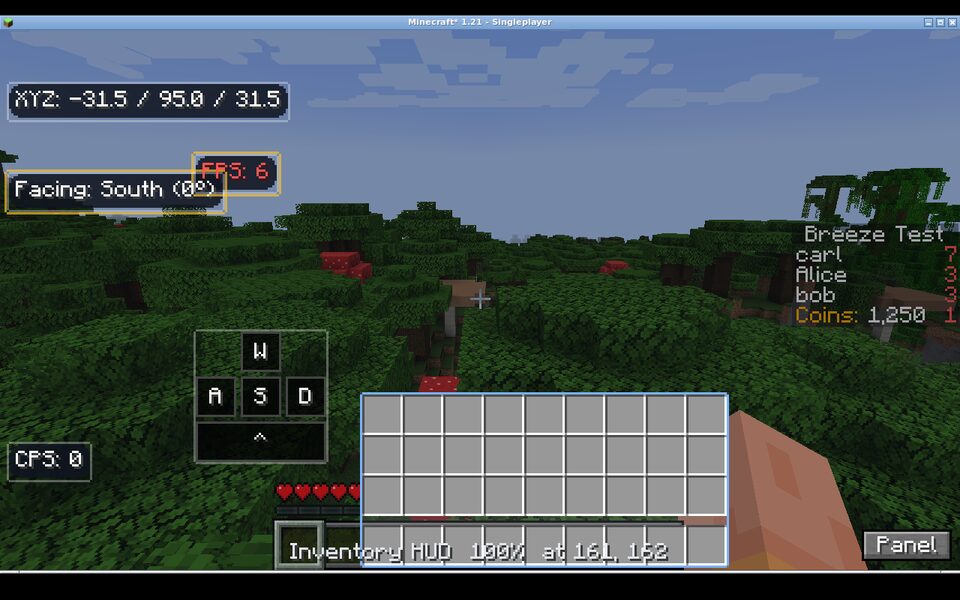 Minecraft* 1.21 - Singleplayer
XYZ: -31.5 / 95.0 / 31.5
FPS: 6
Facing: South (0°)
Breeze Test
carl 7
Alice 3
bob 3
Coins: 1,250 1
W
A S D
^
CPS: 0
Inventory HUD 100% at 161, 162
Panel